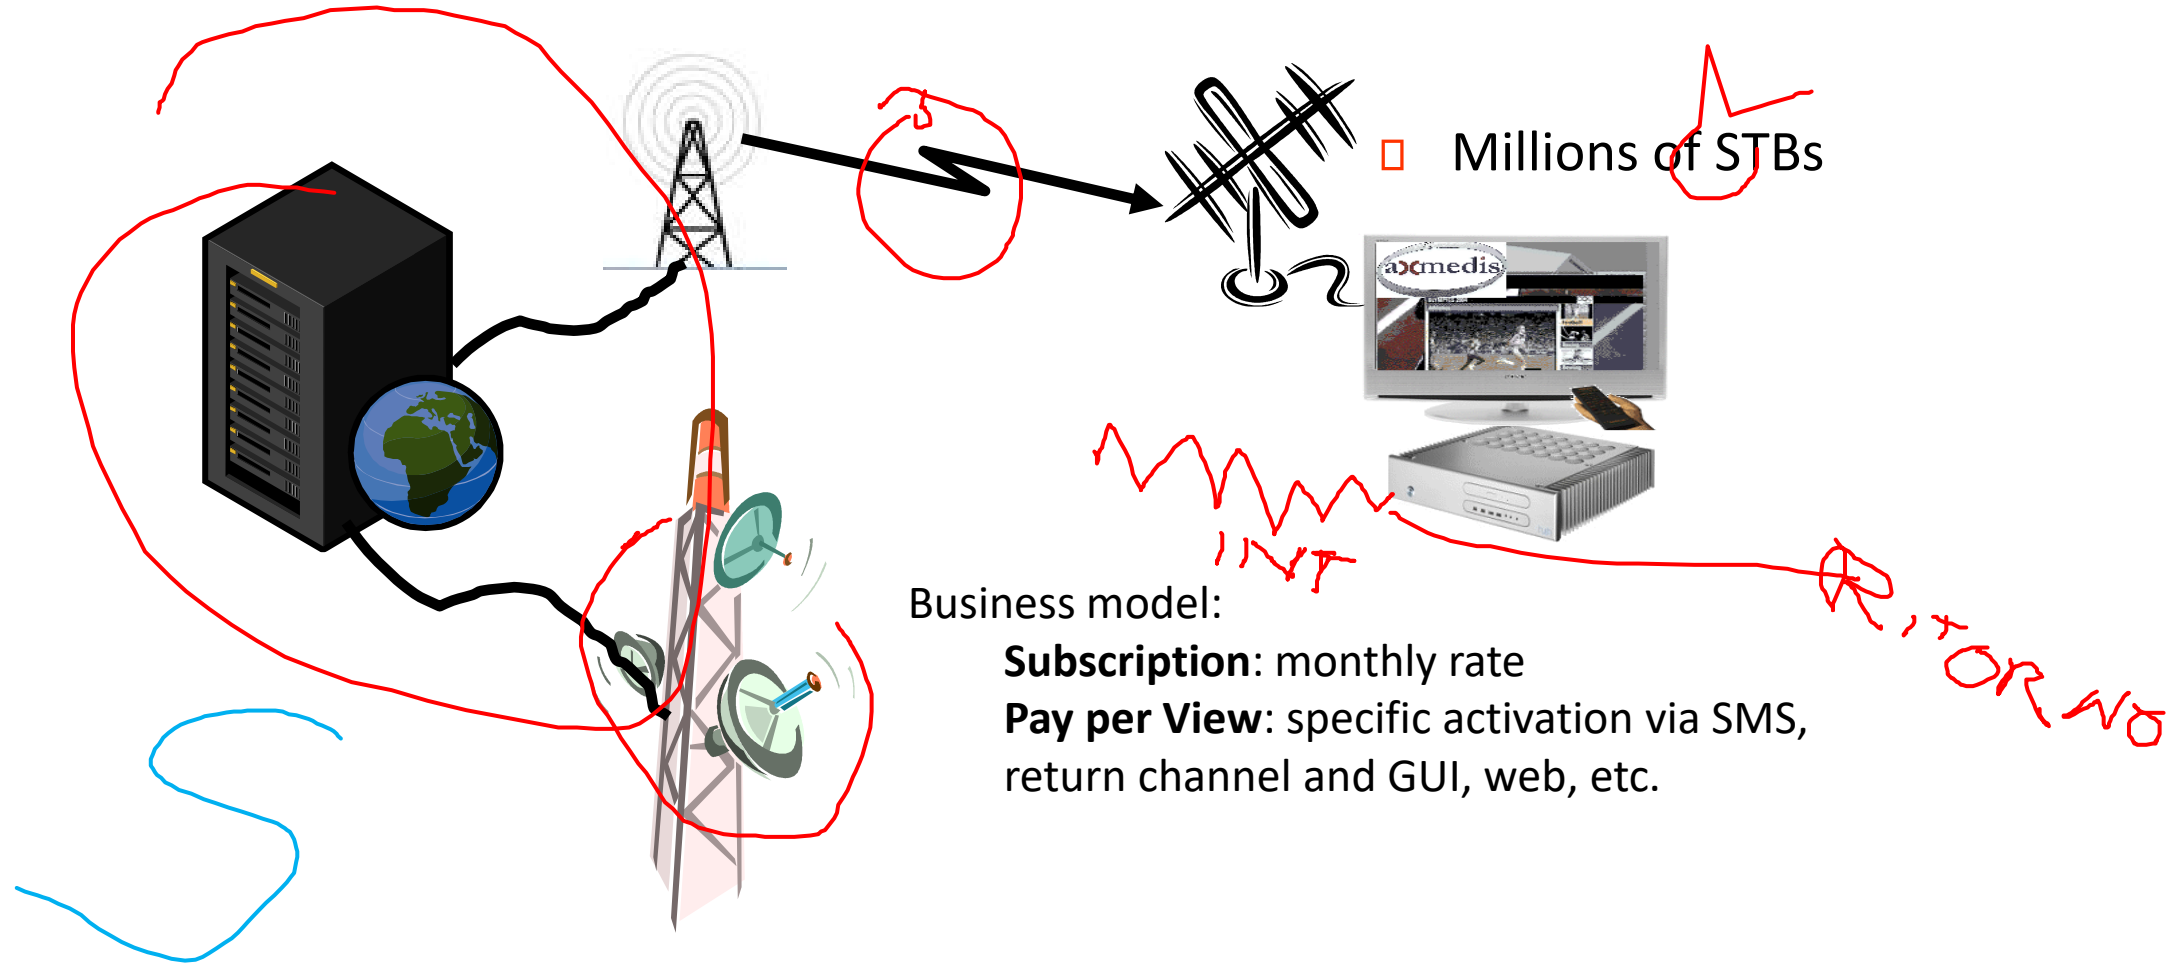 Millions of STBs
axmedis
INT
Business model:
Subscription: monthly rate
Pay per View: specific activation via SMS,
return channel and GUI, web, etc.
RITORNO